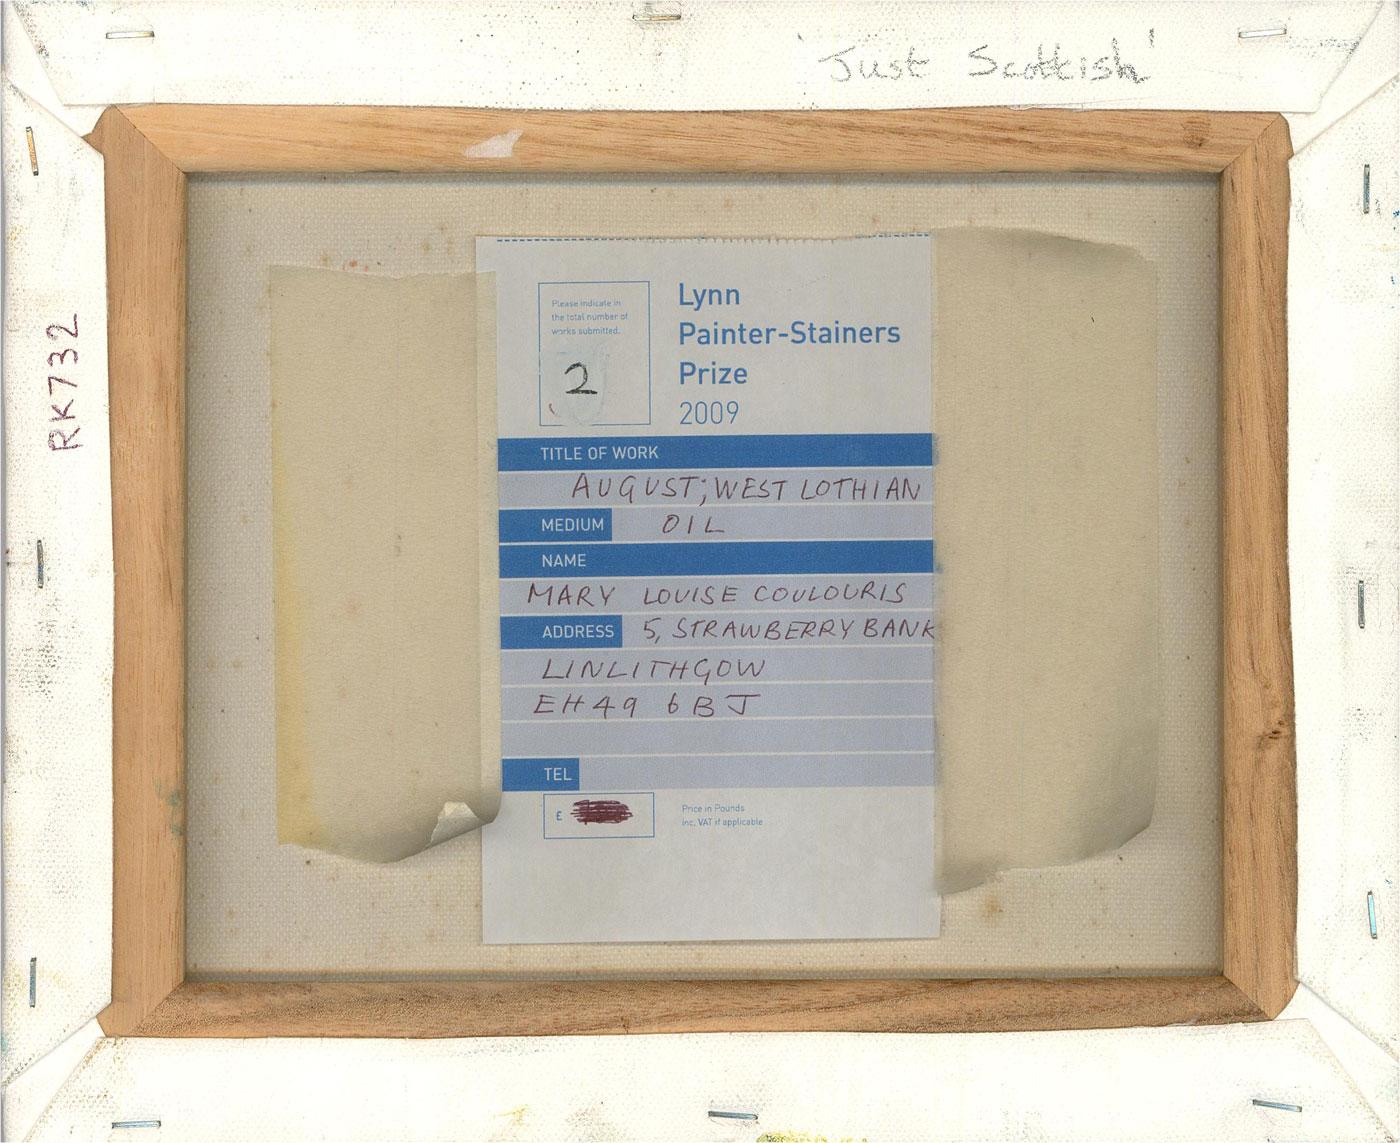 'Just Scottish'
RK732
Please indicate in
the total number of
works submitted.
2
Lynn
Painter-Stainers
Prize
2009
TITLE OF WORK
AUGUST; WEST LOTHIAN
MEDIUM OIL
NAME
MARY LOUISE COULOURIS
ADDRESS 5, STRAWBERRY BANK
LINLITHGOW
EH49 6BJ
TEL
£
Price in Pounds
inc. VAT if applicable